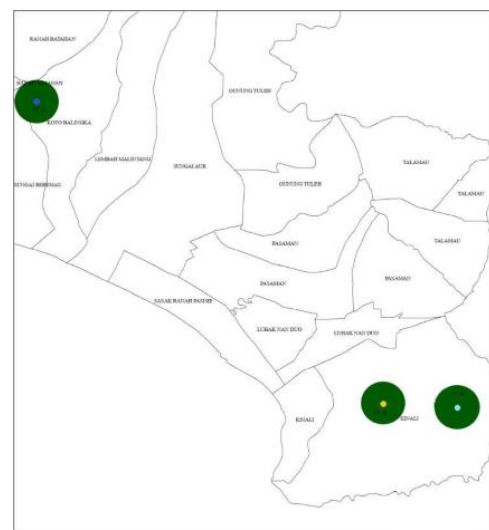 RANAH BATAHAN
KOTO BALINGKA
GUNUNG TULEH
LEMBAH MALINTANG
SUNGAI AUR
TALAMAU
SUNGAI BEREMAS
GUNUNG TULEH
TALAMAU
PASAMAN
TALAMAU
PASAMAN
PASAMAN
SASAK RANAH PASISIE
LUHAK NAN DUO
LUHAK NAN DUO
KINALI
KINALI